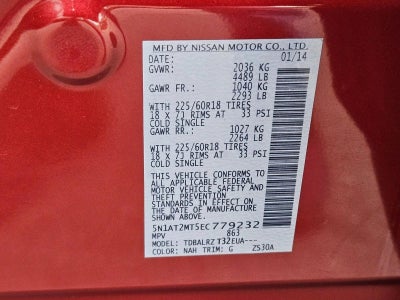 MFD BY NISSAN MOTOR CO., LTD.
DATE: 01/14
GVWR: 2036 KG
4489 LB
GAWR FR.: 1040 KG
2293 LB
WITH 225/60R18 TIRES
18 X 7J RIMS AT 33 PSI
COLD SINGLE
GAWR RR.: 1027 KG
2264 LB
WITH 225/60R18 TIRES
18 X 7J RIMS AT 33 PSI
COLD SINGLE
THIS VEHICLE CONFORMS TO
ALL APPLICABLE FEDERAL
MOTOR VEHICLE SAFETY AND
AND THEFT PREVENTION
STANDARDS IN EFFECT ON
THE DATE OF MANUFACTURE
SHOWN ABOVE.
5N1AT2MT5EC779232
MPV 863
MODEL: TDBALRZT32EUA---
COLOR: NAH TRIM: G ZS30A